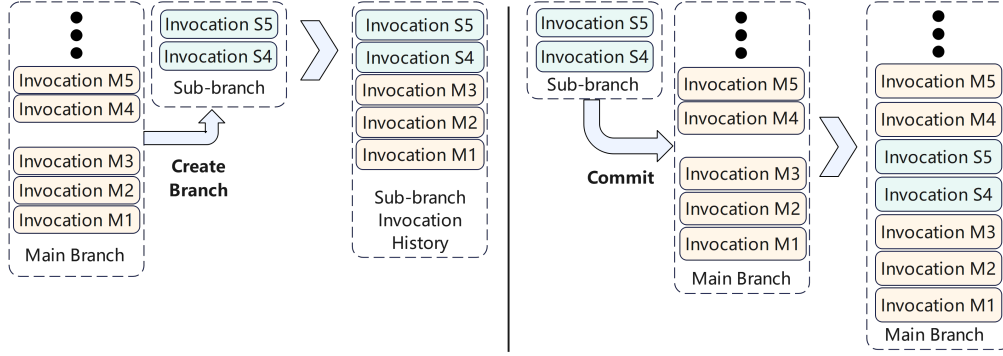 Invocation M5
Invocation M4
Invocation M3
Invocation M2
Invocation M1
Main Branch
Invocation S5
Invocation S4
Sub-branch
Create
Branch
Invocation S5
Invocation S4
Invocation M3
Invocation M2
Invocation M1
Sub-branch
Invocation
History
Invocation S5
Invocation S4
Sub-branch
Commit
Invocation M5
Invocation M4
Invocation M3
Invocation M2
Invocation M1
Main Branch
Invocation M5
Invocation M4
Invocation S5
Invocation S4
Invocation M3
Invocation M2
Invocation M1
Main Branch